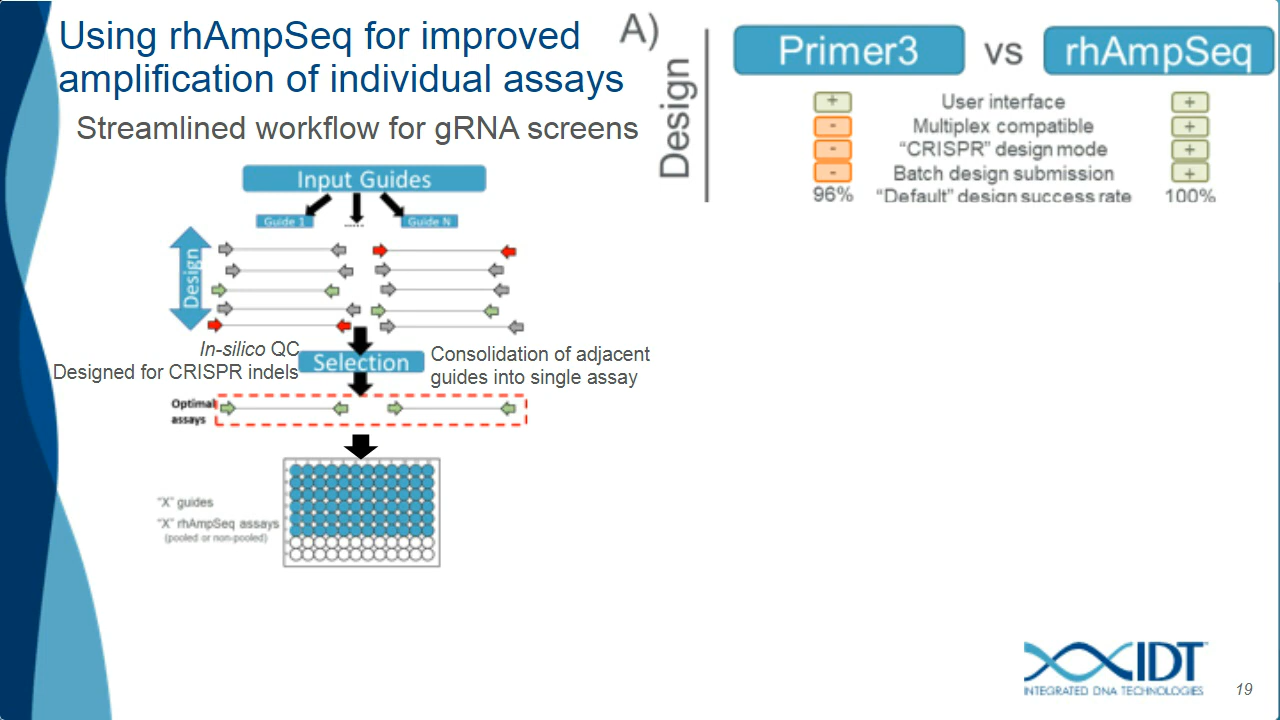 Using rhAmpSeq for improved
amplification of individual assays
Streamlined workflow for gRNA screens
Input Guides
Guide 1
.....
Guide N
Design
In-silico QC
Designed for CRISPR indels
Selection
Consolidation of adjacent
guides into single assay
Optimal
assays
"X" guides
"X" rhAmpSeq assays
(pooled or non-pooled)
A)
Design
Primer3 vs rhAmpSeq
+ User interface +
- Multiplex compatible +
- “CRISPR” design mode +
- Batch design submission +
96% “Default” design success rate 100%
IDT
INTEGRATED DNA TECHNOLOGIES
19